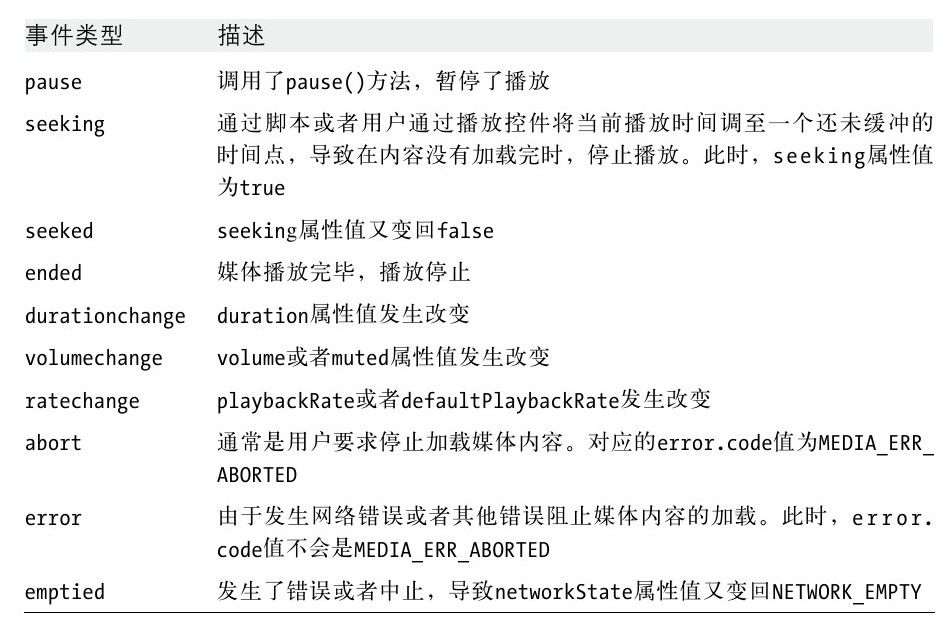 事件类型 描述
pause 调用了pause()方法，暂停了播放
seeking 通过脚本或者用户通过播放控件将当前播放时间调至一个还未缓冲的
时间点，导致在内容没有加载完时，停止播放。此时，seeking属性值
为true
seeked seeking属性值又变回false
ended 媒体播放完毕，播放停止
durationchange duration属性值发生改变
volumechange volume或者muted属性值发生改变
ratechange playbackRate或者defaultPlaybackRate发生改变
abort 通常是用户要求停止加载媒体内容。对应的error.code值为MEDIA_ERR_
ABORTED
error 由于发生网络错误或者其他错误阻止媒体内容的加载。此时，error.
code值不会是MEDIA_ERR_ABORTED
emptied 发生了错误或者中止，导致networkState属性值又变回NETWORK_EMPTY